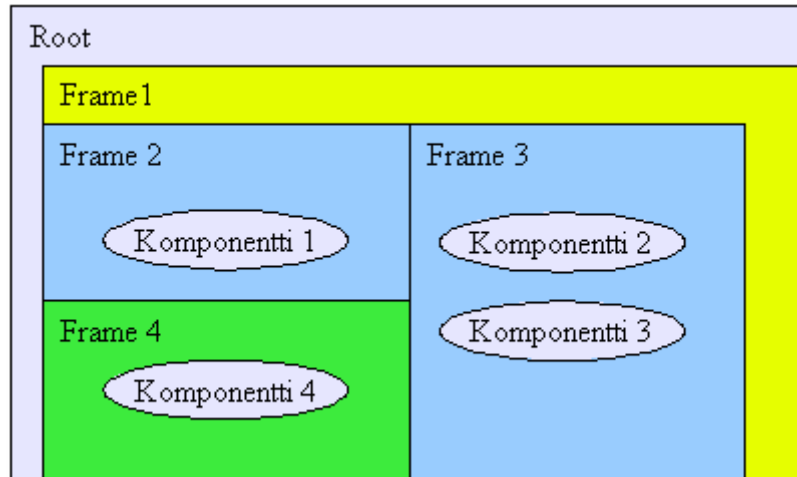 Root
Frame1
Frame 2
Frame 3
Komponentti 1
Komponentti 2
Frame 4
Komponentti 3
Komponentti 4